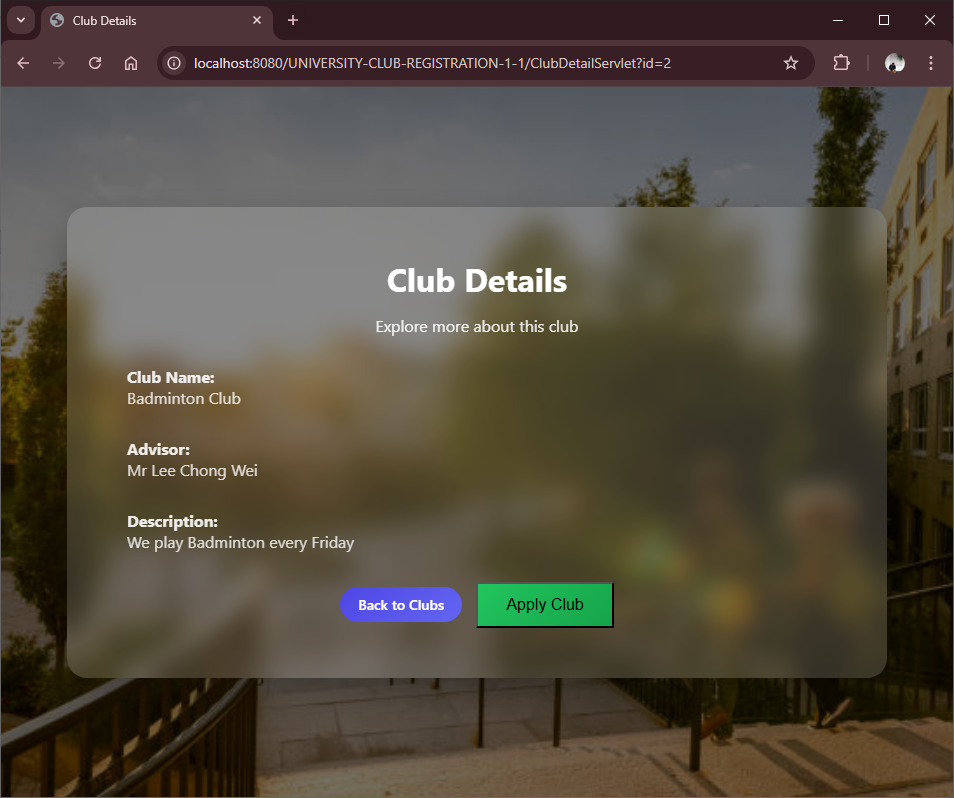 Club Details
localhost:8080/UNIVERSITY-CLUB-REGISTRATION-1-1/ClubDetailServlet?id=2
Club Details
Explore more about this club
Club Name:
Badminton Club
Advisor:
Mr Lee Chong Wei
Description:
We play Badminton every Friday
Back to Clubs
Apply Club